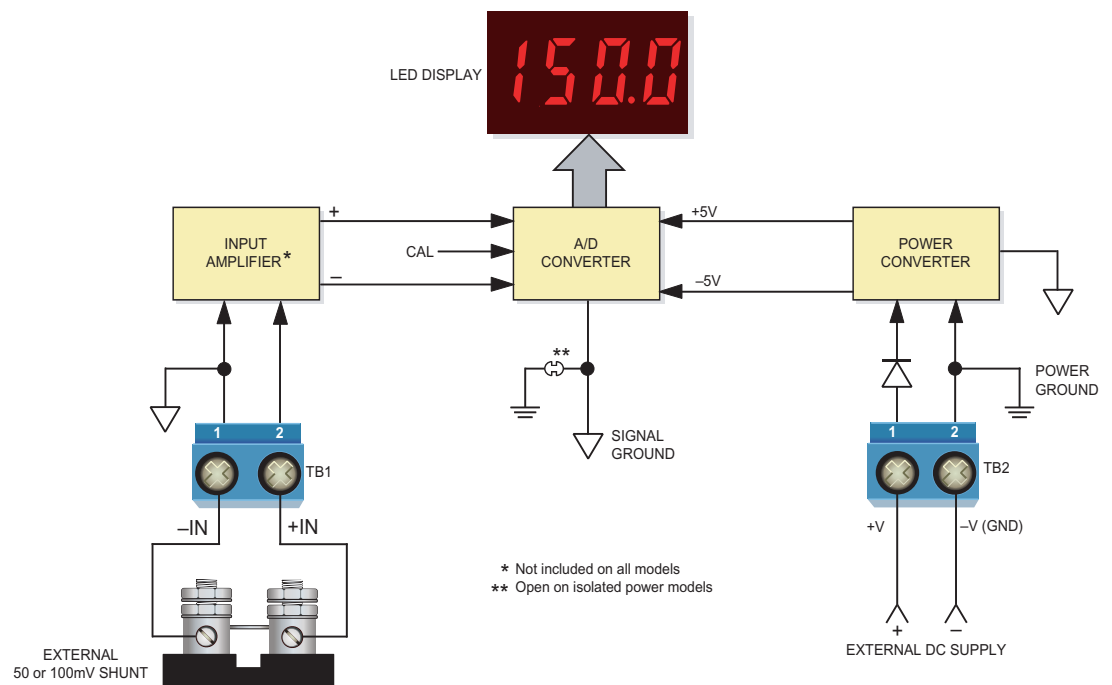 LED DISPLAY
150.0
INPUT
AMPLIFIER*
+
–
CAL
A/D
CONVERTER
+5V
–5V
POWER
CONVERTER
**
SIGNAL
GROUND
POWER
GROUND
1 2
TB1
–IN +IN
1 2
TB2
+V –V (GND)
* Not included on all models
** Open on isolated power models
EXTERNAL
50 or 100mV SHUNT
+ –
EXTERNAL DC SUPPLY